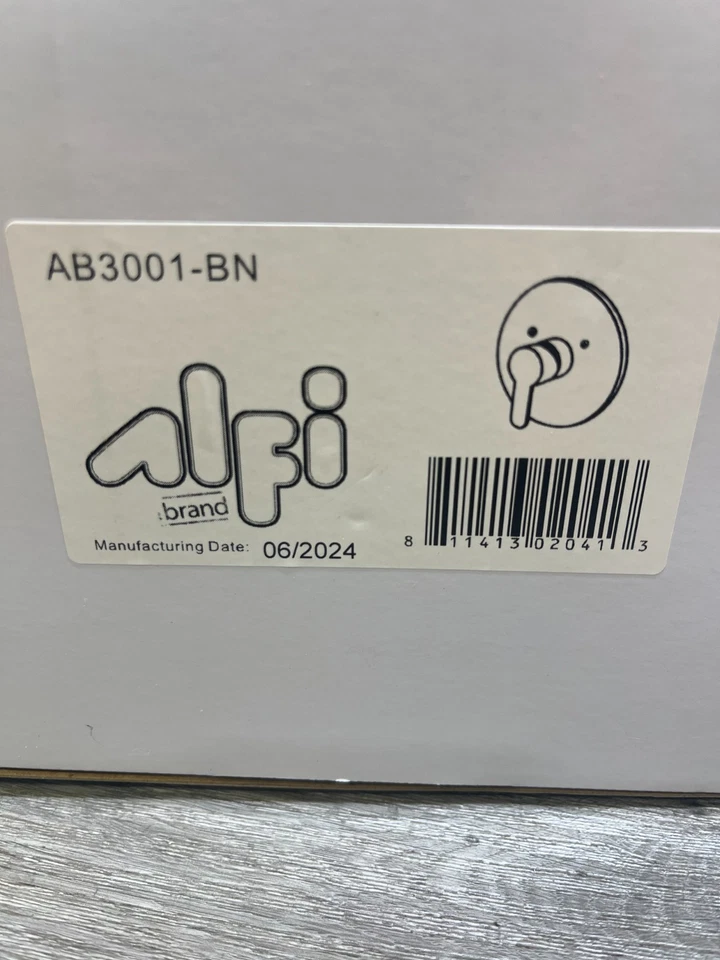 AB3001-BN
alfi
brand
Manufacturing Date: 06/2024
8 11413 02041 3